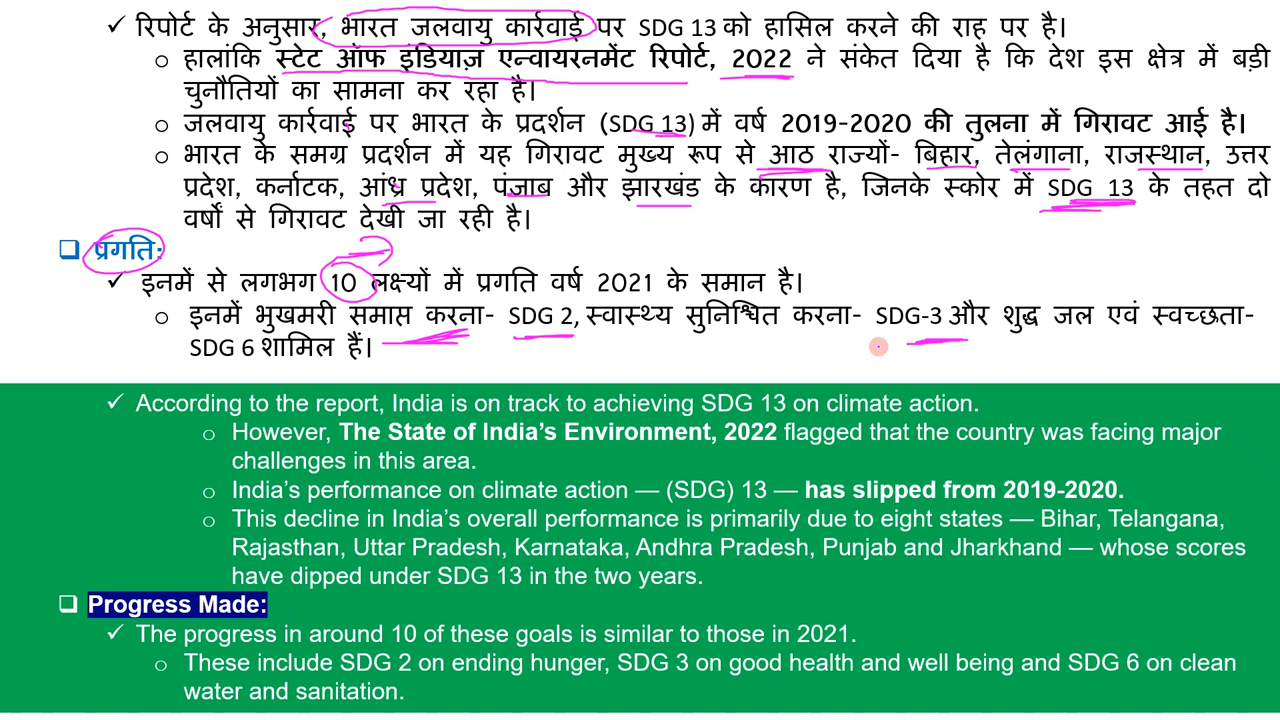 ✓ रिपोर्ट के अनुसार, भारत जलवायु कार्रवाई पर SDG 13 को हासिल करने की राह पर है।
o हालांकि स्टेट ऑफ इंडियाज़ एन्वायरनमेंट रिपोर्ट, 2022 ने संकेत दिया है कि देश इस क्षेत्र में बड़ी
चुनौतियों का सामना कर रहा है।
o जलवायु कार्रवाई पर भारत के प्रदर्शन (SDG 13) में वर्ष 2019-2020 की तुलना में गिरावट आई है।
o भारत के समग्र प्रदर्शन में यह गिरावट मुख्य रूप से आठ राज्यों- बिहार, तेलंगाना, राजस्थान, उत्तर
प्रदेश, कर्नाटक, आंध्र प्रदेश, पंजाब और झारखंड के कारण है, जिनके स्कोर में SDG 13 के तहत दो
वर्षों से गिरावट देखी जा रही है।
❑ प्रगति:
✓ इनमें से लगभग 10 लक्ष्यों में प्रगति वर्ष 2021 के समान है।
o इनमें भुखमरी समाप्त करना- SDG 2, स्वास्थ्य सुनिश्चित करना- SDG-3 और शुद्ध जल एवं स्वच्छता-
SDG 6 शामिल हैं।
✓ According to the report, India is on track to achieving SDG 13 on climate action.
o However, The State of India's Environment, 2022 flagged that the country was facing major
challenges in this area.
o India's performance on climate action — (SDG) 13 — has slipped from 2019-2020.
o This decline in India's overall performance is primarily due to eight states — Bihar, Telangana,
Rajasthan, Uttar Pradesh, Karnataka, Andhra Pradesh, Punjab and Jharkhand — whose scores
have dipped under SDG 13 in the two years.
❑ Progress Made:
✓ The progress in around 10 of these goals is similar to those in 2021.
o These include SDG 2 on ending hunger, SDG 3 on good health and well being and SDG 6 on clean
water and sanitation.